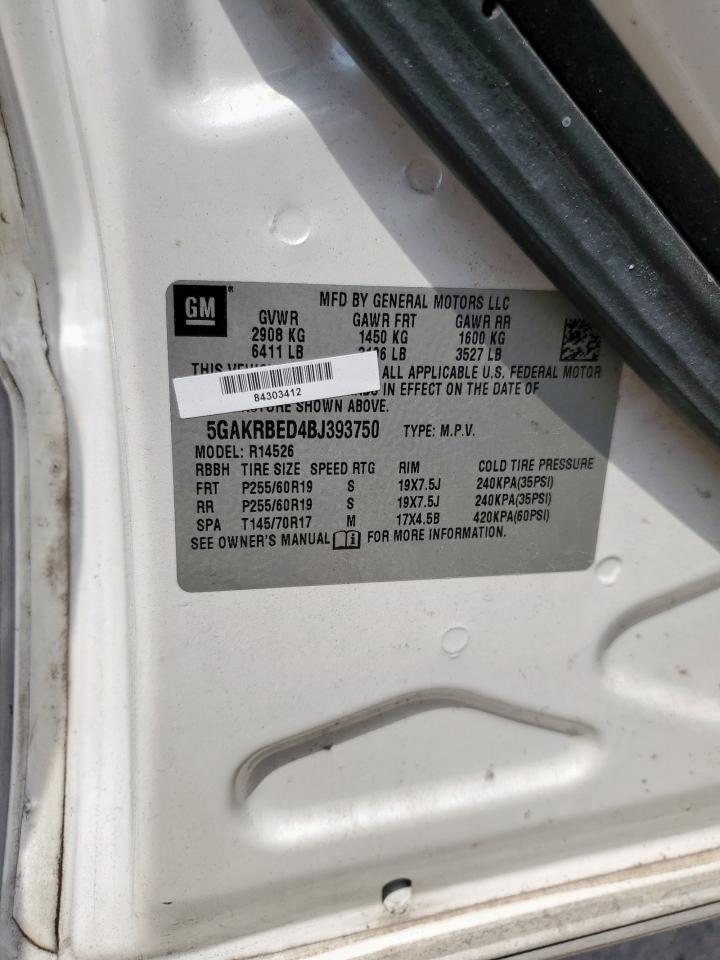 GM®
MFD BY GENERAL MOTORS LLC
GVWR GAWR FRT GAWR RR
2908 KG 1450 KG 1600 KG
6411 LB LB 3527 LB
THIS ALL APPLICABLE U.S. FEDERAL MOTOR
IN EFFECT ON THE DATE OF
SHOWN ABOVE.
84303412
5GAKRBED4BJ393750 TYPE: M.P.V.
MODEL: R14526
RBBH TIRE SIZE SPEED RTG RIM COLD TIRE PRESSURE
FRT P255/60R19 S 19X7.5J 240KPA(35PSI)
RR P255/60R19 S 19X7.5J 240KPA(35PSI)
SPA T145/70R17 M 17X4.5B 420KPA(60PSI)
SEE OWNER'S MANUAL FOR MORE INFORMATION.